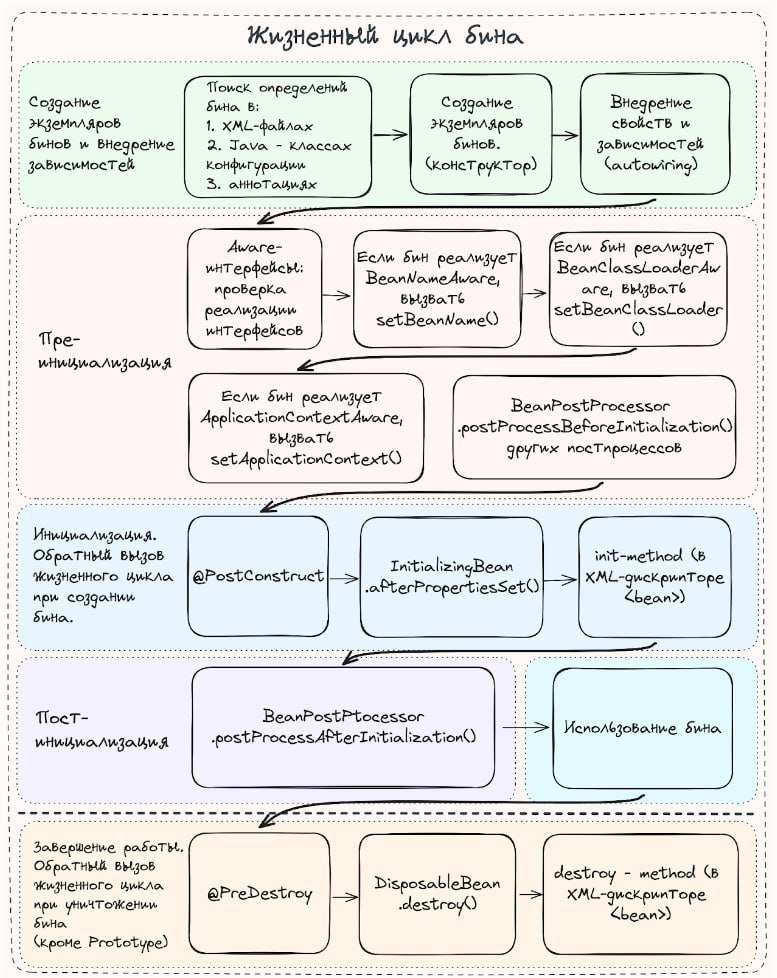 Жизненный цикл бина
Создание
экземпляров
бинов и внедрение
зависимостей
Поиск определений
бина в:
1. XML-файлах
2. Java - классах
конфигурации
3. аннотациях
Создание
экземпляров
бинов.
(конструктор)
Внедрение
свойств и
зависимостей
(autowiring)
Пре-
инициализация
Aware-
интерфейсы:
проверка
реализации
интерфейсов
Если бин реализует
BeanNameAware,
вызвать
setBeanName()
Если бин реализует
BeanClassLoaderAw
are, вызвать
setBeanClassLoader
()
Если бин реализует
ApplicationContextAware,
вызвать
setApplicationContext()
BeanPostProcessor
.postProcessBeforeInitialization()
других постпроцессов
Инициализация.
Обратный вызов
жизненного цикла
при создании
бина.
@PostConstruct
InitializingBean
.afterPropertiesSet()
init-method (в
XML-дискрипторе
<bean>)
Пост-
инициализация
BeanPostPtocessor
.postProcessAfterInitialization()
Использование бина
Завершение работы.
Обратный вызов
жизненного цикла
при уничтожении
бина
(кроме Prototype)
@PreDestroy
DisposableBean
.destroy()
destroy - method (в
XML-дискрипторе
<bean>)